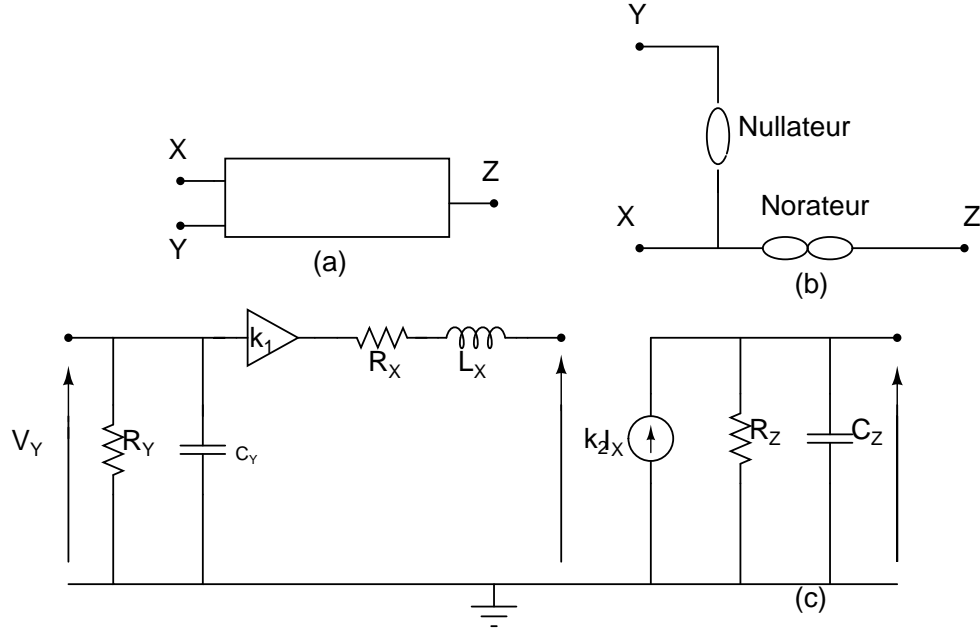 Y
Nullateur
X
Z
X
Norateur
Z
Y
(a)
(b)
k1
RX
LX
VY
RY
CY
k2IX
RZ
CZ
(c)